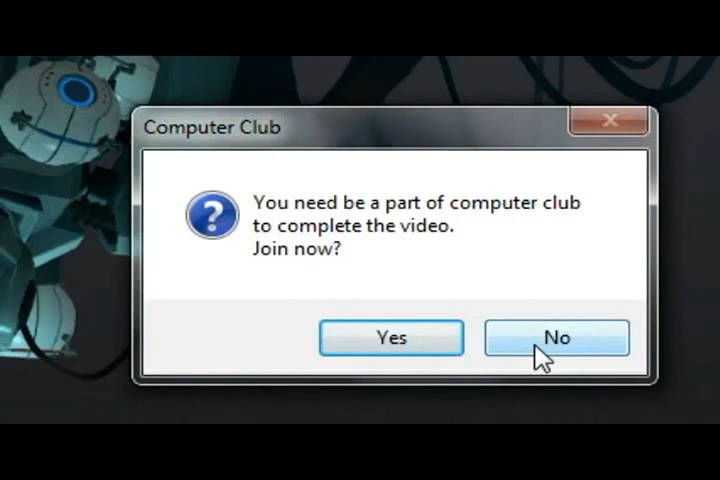 Computer Club
You need be a part of computer club
to complete the video.
Join now?
Yes
No